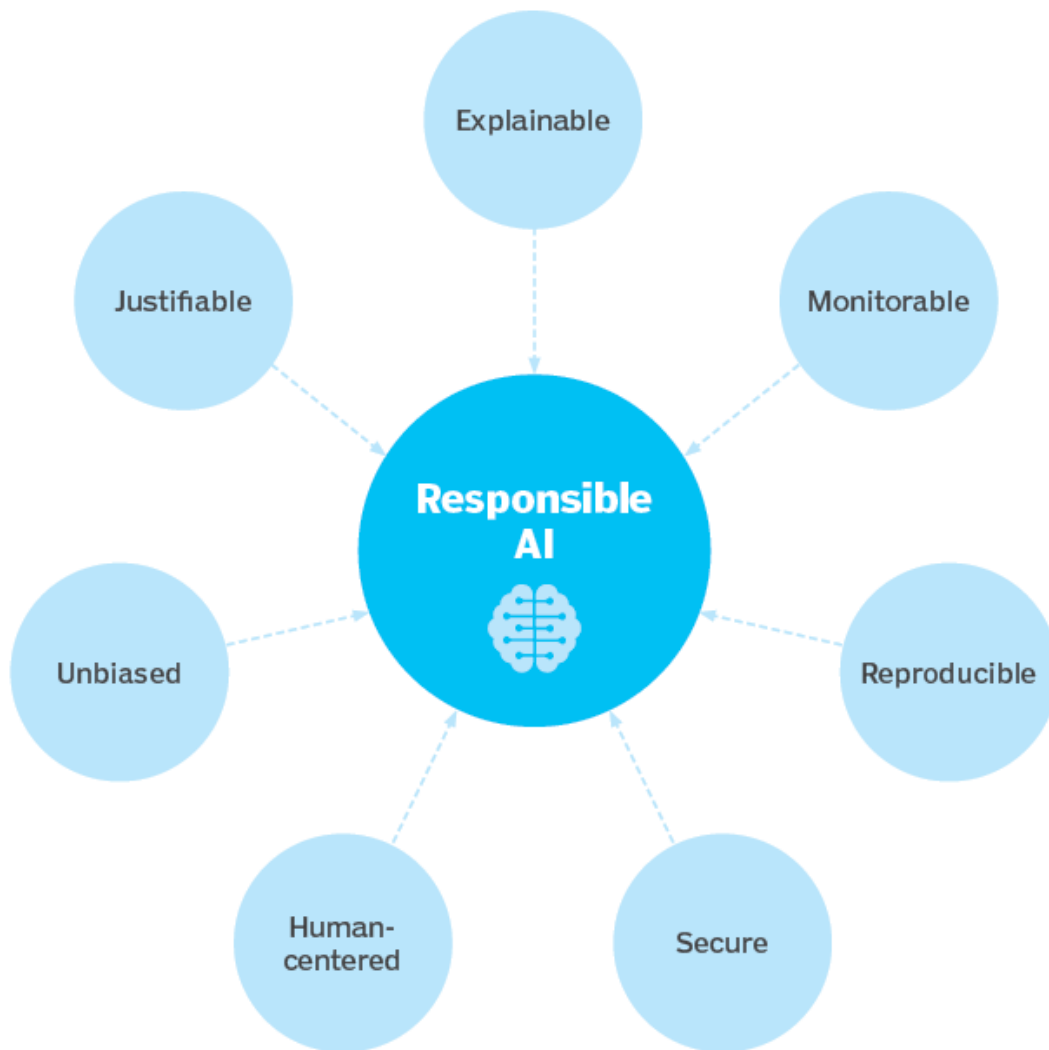 Explainable
Justifiable
Monitorable
Responsible
AI
Unbiased
Reproducible
Human-
centered
Secure